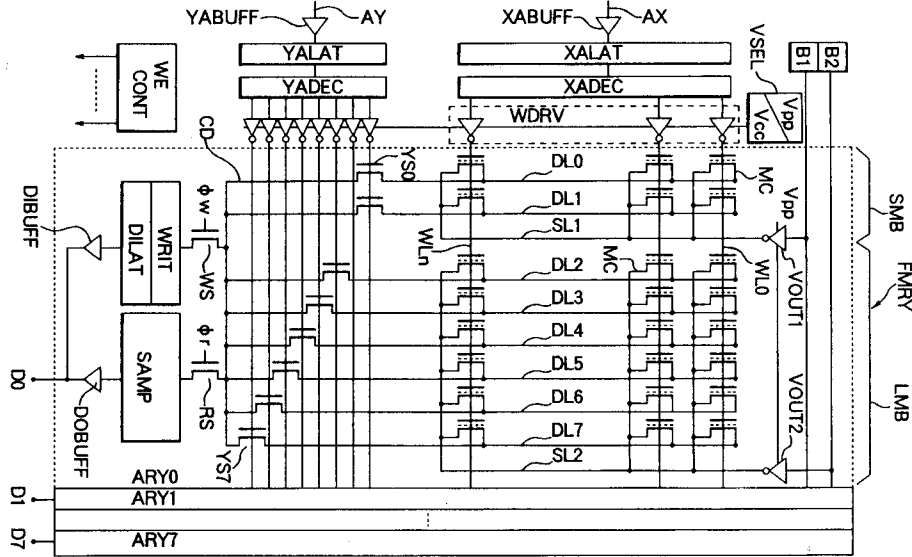 YABUFF
AY
XABUFF
AX
YALAT
XALAT
VSEL
B1
B2
YADEC
XADEC
WE
CONT
WDRV
Vpp
Vcc
CD
YS0
DL0
MC
DL1
SL1
Vpp
SMB
DIBUFF
WRIT
DILAT
φw
WS
WLn
DL2
MC
WL0
VOUT1
FMRY
DL3
DL4
φr
D0
SAMP
RS
DL5
DL6
VOUT2
LMB
DOBUFF
YS7
DL7
SL2
ARY0
D1
ARY1
D7
ARY7